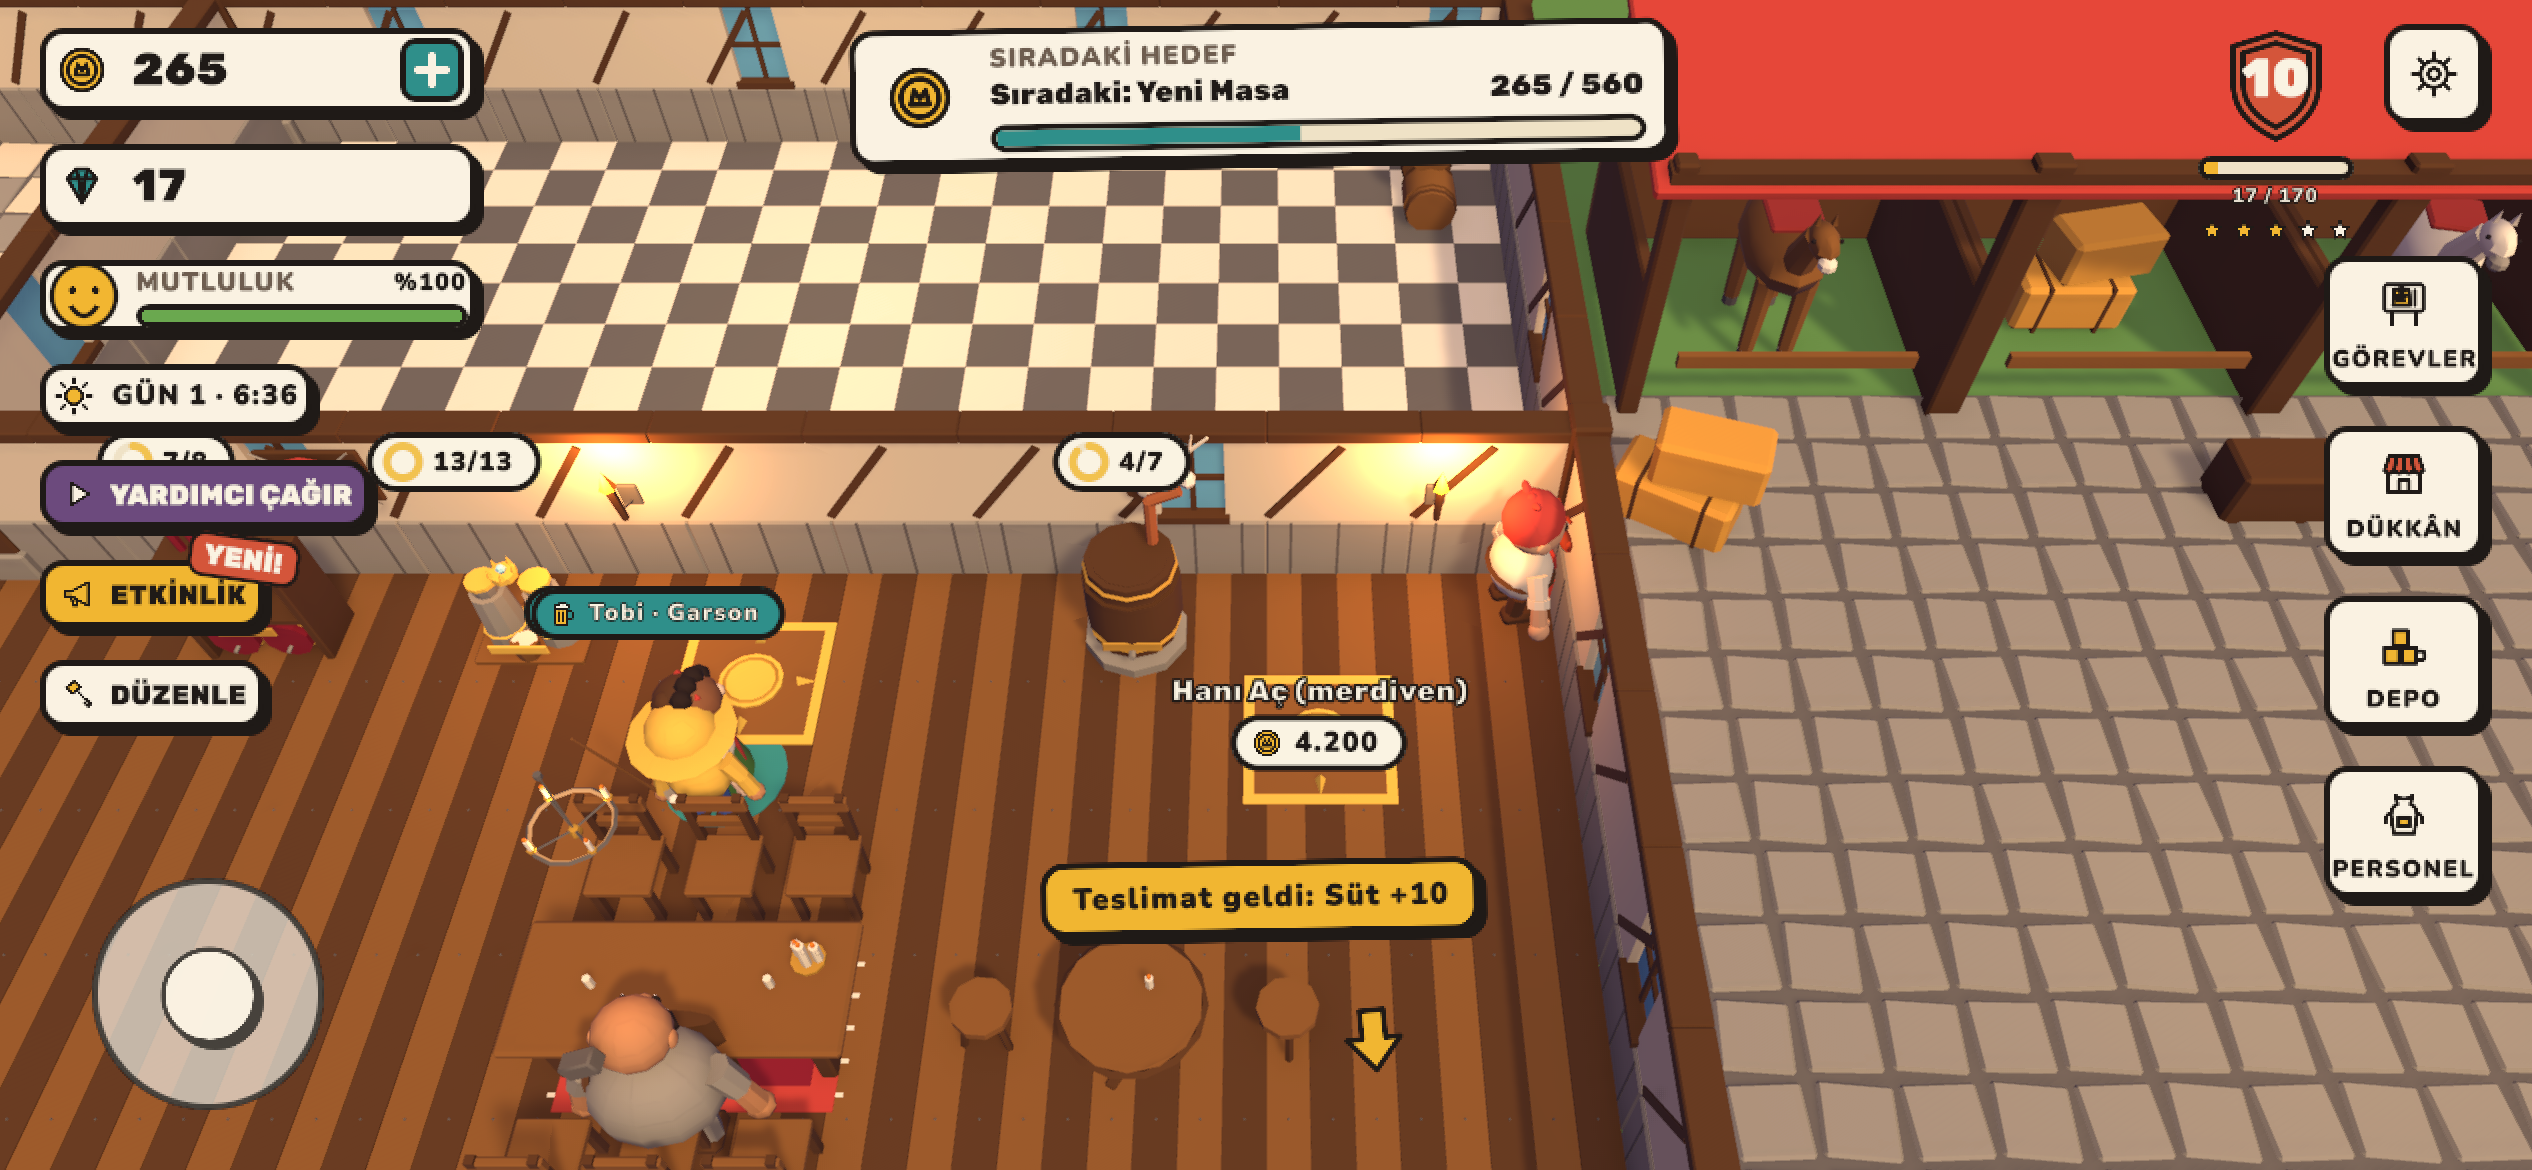 265
17
MUTLULUK %100
GÜN 1 · 6:36
SIRADAKİ HEDEF
Sıradaki: Yeni Masa 265 / 560
10
17 / 170
7/8
13/13
4/7
YARDIMCI ÇAĞIR
YENİ!
ETKİNLİK
DÜZENLE
Tobi · Garson
Hanı Aç (merdiven)
4.200
Teslimat geldi: Süt +10
GÖREVLER
DÜKKÂN
DEPO
PERSONEL